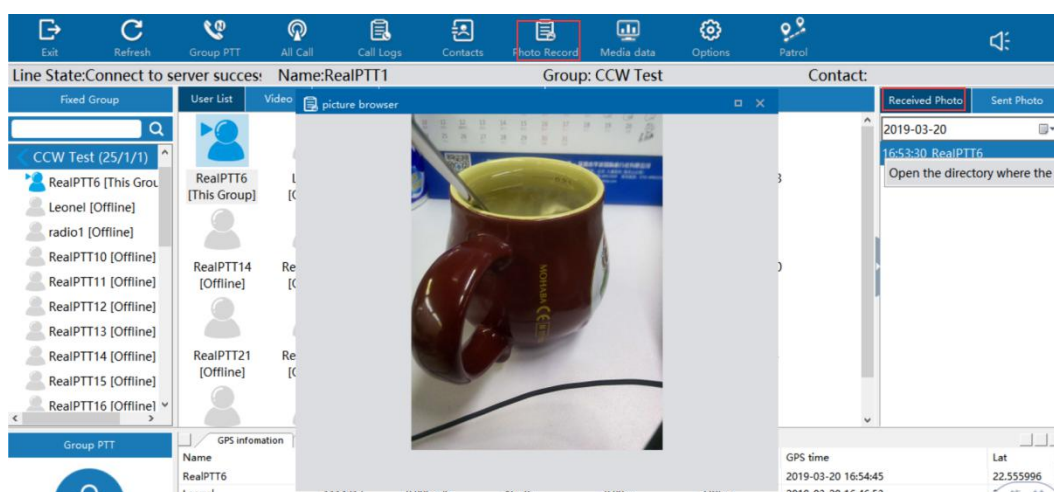 Exit Refresh Group PTT All Call Call Logs Contacts Photo Record Media data Options Patrol
Line State:Connect to server success Name:RealPTT1 Group: CCW Test Contact:
Fixed Group User List Video picture browser Received Photo Sent Photo
2019-03-20
16:53:30 RealPTT6
Open the directory where the
CCW Test (25/1/1)
RealPTT6 [This Grou
Leonel [Offline]
radio1 [Offline]
RealPTT10 [Offline]
RealPTT11 [Offline]
RealPTT12 [Offline]
RealPTT13 [Offline]
RealPTT14 [Offline]
RealPTT15 [Offline]
RealPTT16 [Offline]
RealPTT6
[This Group]
RealPTT14
[Offline]
RealPTT21
[Offline]
MOHABA CE
Group PTT GPS infomation
Name GPS time Lat
RealPTT6 2019-03-20 16:54:45 22.555996